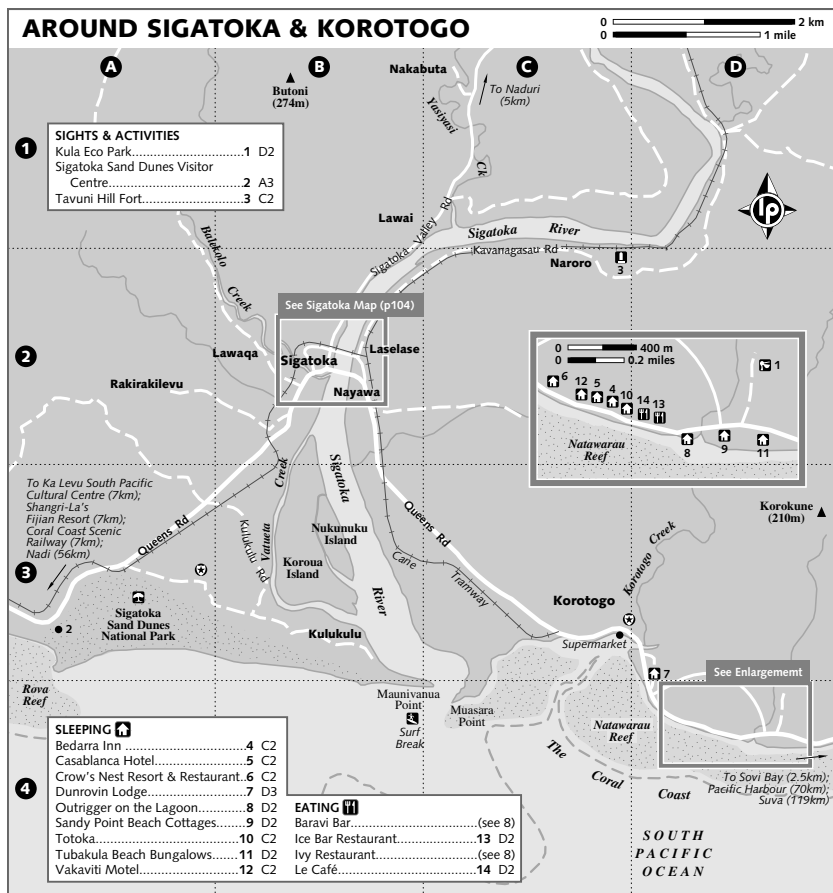 AROUND SIGATOKA & KOROTOGO
0 2 km
0 1 mile
A
B
C
D
1
2
3
4
SIGHTS & ACTIVITIES
Kula Eco Park..............................1 D2
Sigatoka Sand Dunes Visitor
Centre..............................2 A3
Tavuni Hill Fort..............................3 C2
Butoni
(274m)
Nakabuta
Yasiyasi
Ck
To Naduri
(5km)
lp
Lawai
Sigatoka Valley Rd
Sigatoka River
Kavanagasau Rd
Naroro
3
Balekolo
Creek
See Sigatoka Map (p104)
Lawaqa
Sigatoka
Laselase
Nayawa
Rakirakilevu
0 400 m
0 0.2 miles
1
6
12
5
4
10
14
13
8
9
11
Natawarau
Reef
To Ka Levu South Pacific
Cultural Centre (7km);
Shangri-La's
Fijian Resort (7km);
Coral Coast Scenic
Railway (7km);
Nadi (56km)
Queens Rd
Kulukulu Rd
Vatueta
Creek
Sigatoka
River
Nukunuku
Island
Koroua
Island
Queens Rd
Cane
Tramway
Korokune
(210m)
Korotogo Creek
Korotogo
Supermarket
2
Sigatoka
Sand Dunes
National Park
Kulukulu
Rova
Reef
Maunivanua
Point
Surf
Break
Muasara
Point
7
See Enlargememt
Natawarau
Reef
The Coral Coast
To Sovi Bay (2.5km);
Pacific Harbour (70km);
Suva (119km)
SOUTH
PACIFIC
OCEAN
SLEEPING
Bedarra Inn..............................4 C2
Casablanca Hotel..............................5 C2
Crow's Nest Resort & Restaurant..6 C2
Dunrovin Lodge..............................7 D3
Outrigger on the Lagoon..............................8 D2
Sandy Point Beach Cottages..............................9 D2
Totoka..............................10 C2
Tubakula Beach Bungalows..............................11 D2
Vakaviti Motel..............................12 C2
EATING
Baravi Bar..............................(see 8)
Ice Bar Restaurant..............................13 D2
Ivy Restaurant..............................(see 8)
Le Café..............................14 D2